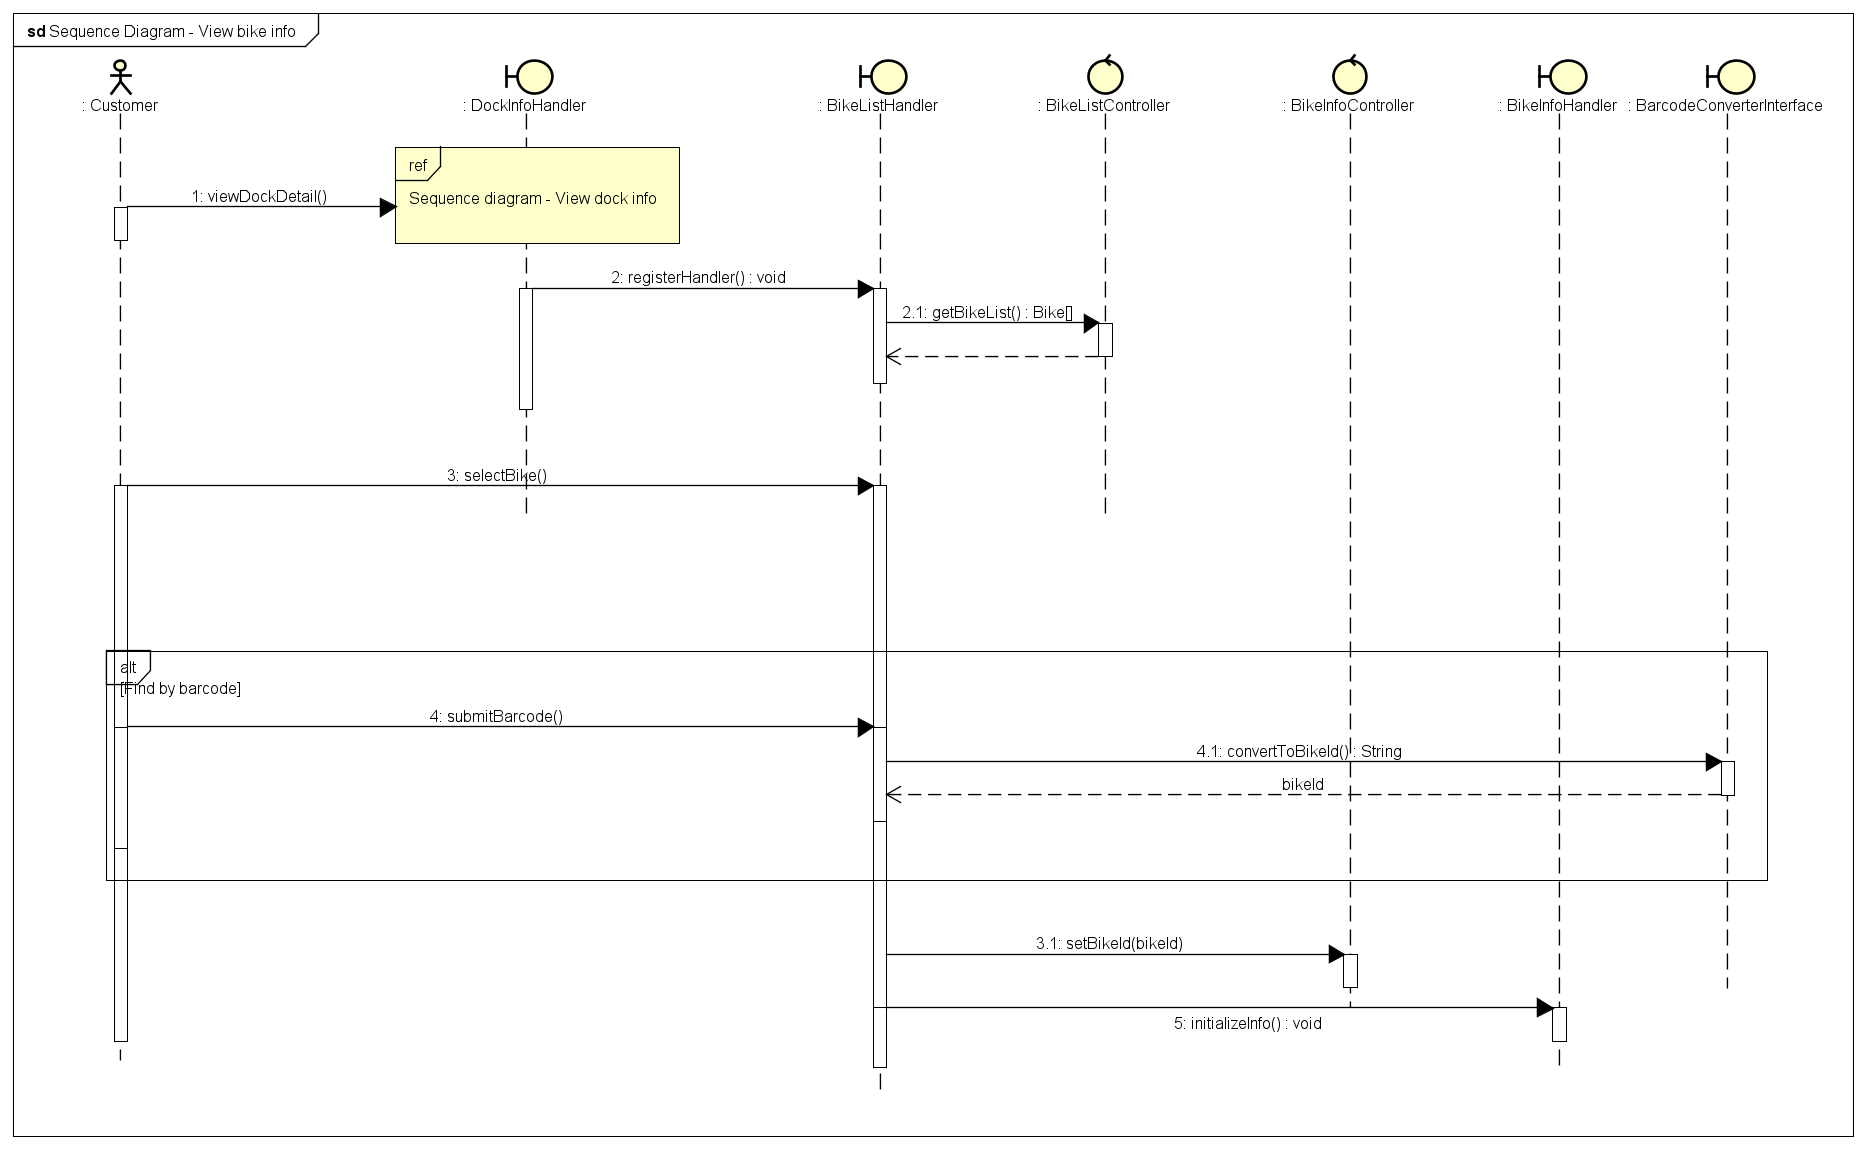 sd Sequence Diagram - View bike info
: Customer
: DockInfoHandler
: BikeListHandler
: BikeListController
: BikeInfoController
: BikeInfoHandler
: BarcodeConverterInterface
ref
Sequence diagram - View dock info
1: viewDockDetail()
2: registerHandler() : void
2.1: getBikeList() : Bike[]
3: selectBike()
alt
[Find by barcode]
4: submitBarcode()
4.1: convertToBikeId() : String
bikeId
3.1: setBikeId(bikeId)
5: initializeInfo() : void